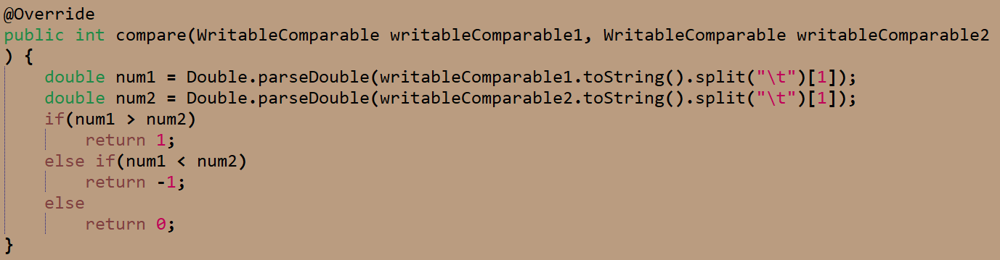 @Override
public int compare(WritableComparable writableComparable1, WritableComparable writableComparable2
) {
    double num1 = Double.parseDouble(writableComparable1.toString().split("\t")[1]);
    double num2 = Double.parseDouble(writableComparable2.toString().split("\t")[1]);
    if(num1 > num2)
        return 1;
    else if(num1 < num2)
        return -1;
    else
        return 0;
}